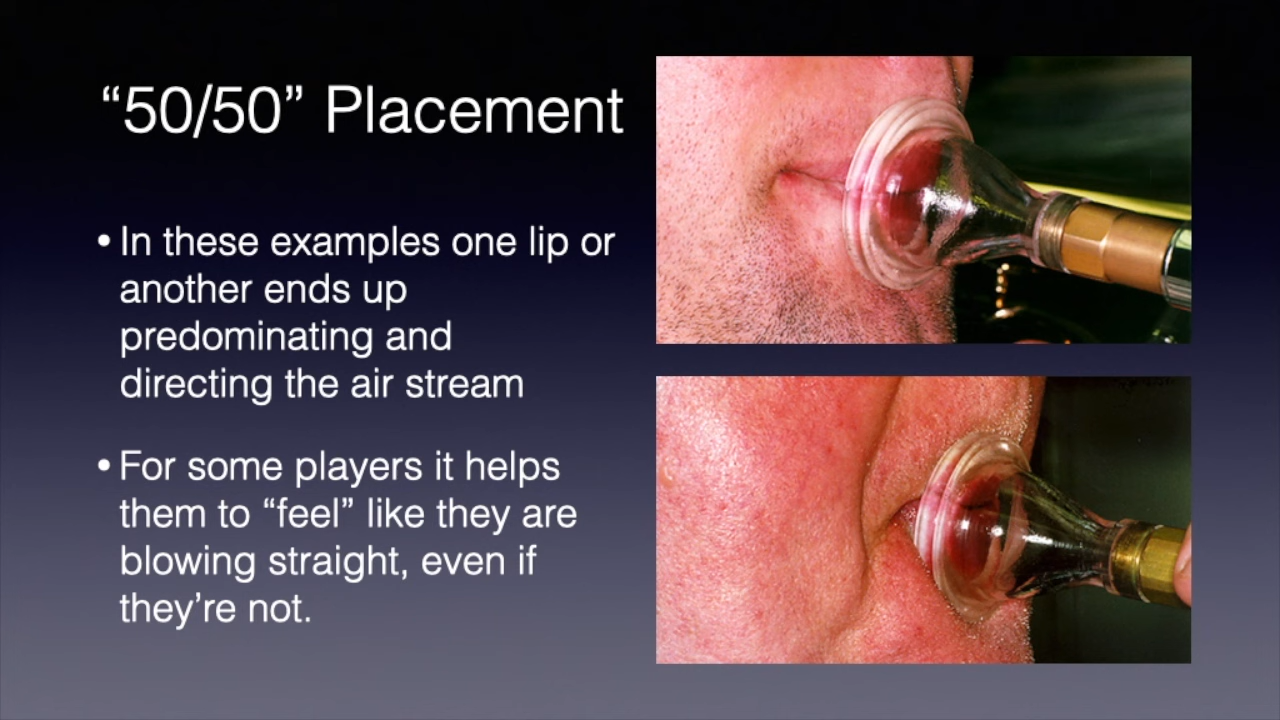 “50/50” Placement
• In these examples one lip or
another ends up
predominating and
directing the air stream
• For some players it helps
them to “feel” like they are
blowing straight, even if
they’re not.